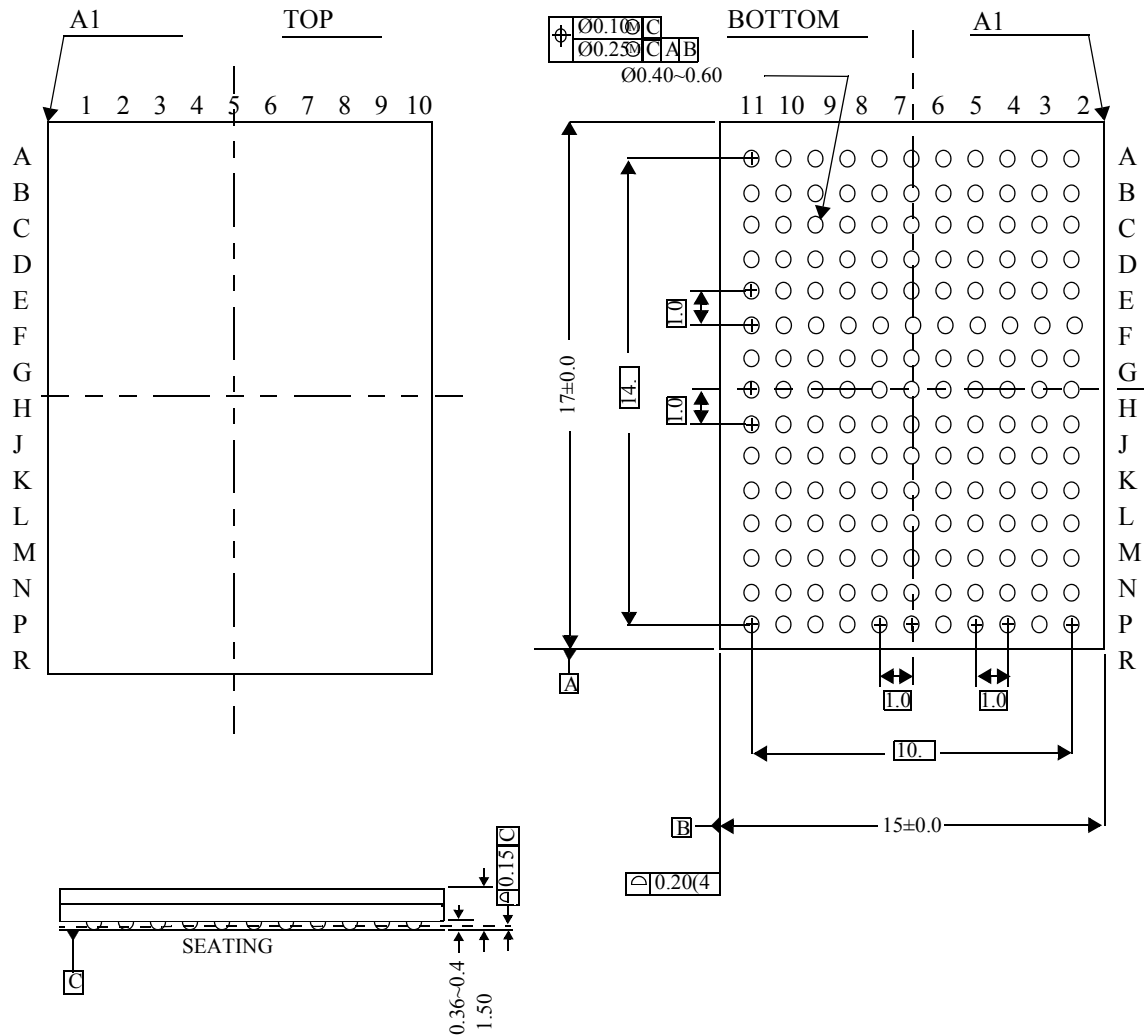 A1 TOP
1 2 3 4 5 6 7 8 9 10
A
B
C
D
E
F
G
H
J
K
L
M
N
P
R
Ø0.10Ⓜ C
Ø0.25Ⓜ C A B
Ø0.40~0.60
BOTTOM A1
11 10 9 8 7 6 5 4 3 2
A
B
C
D
E
F
G
H
J
K
L
M
N
P
R
1.0
1.0
14.
17±0.0
A
1.0 1.0
10.
B 15±0.0
0.20(4
0.15 C
SEATING
C
0.36~0.4
1.50